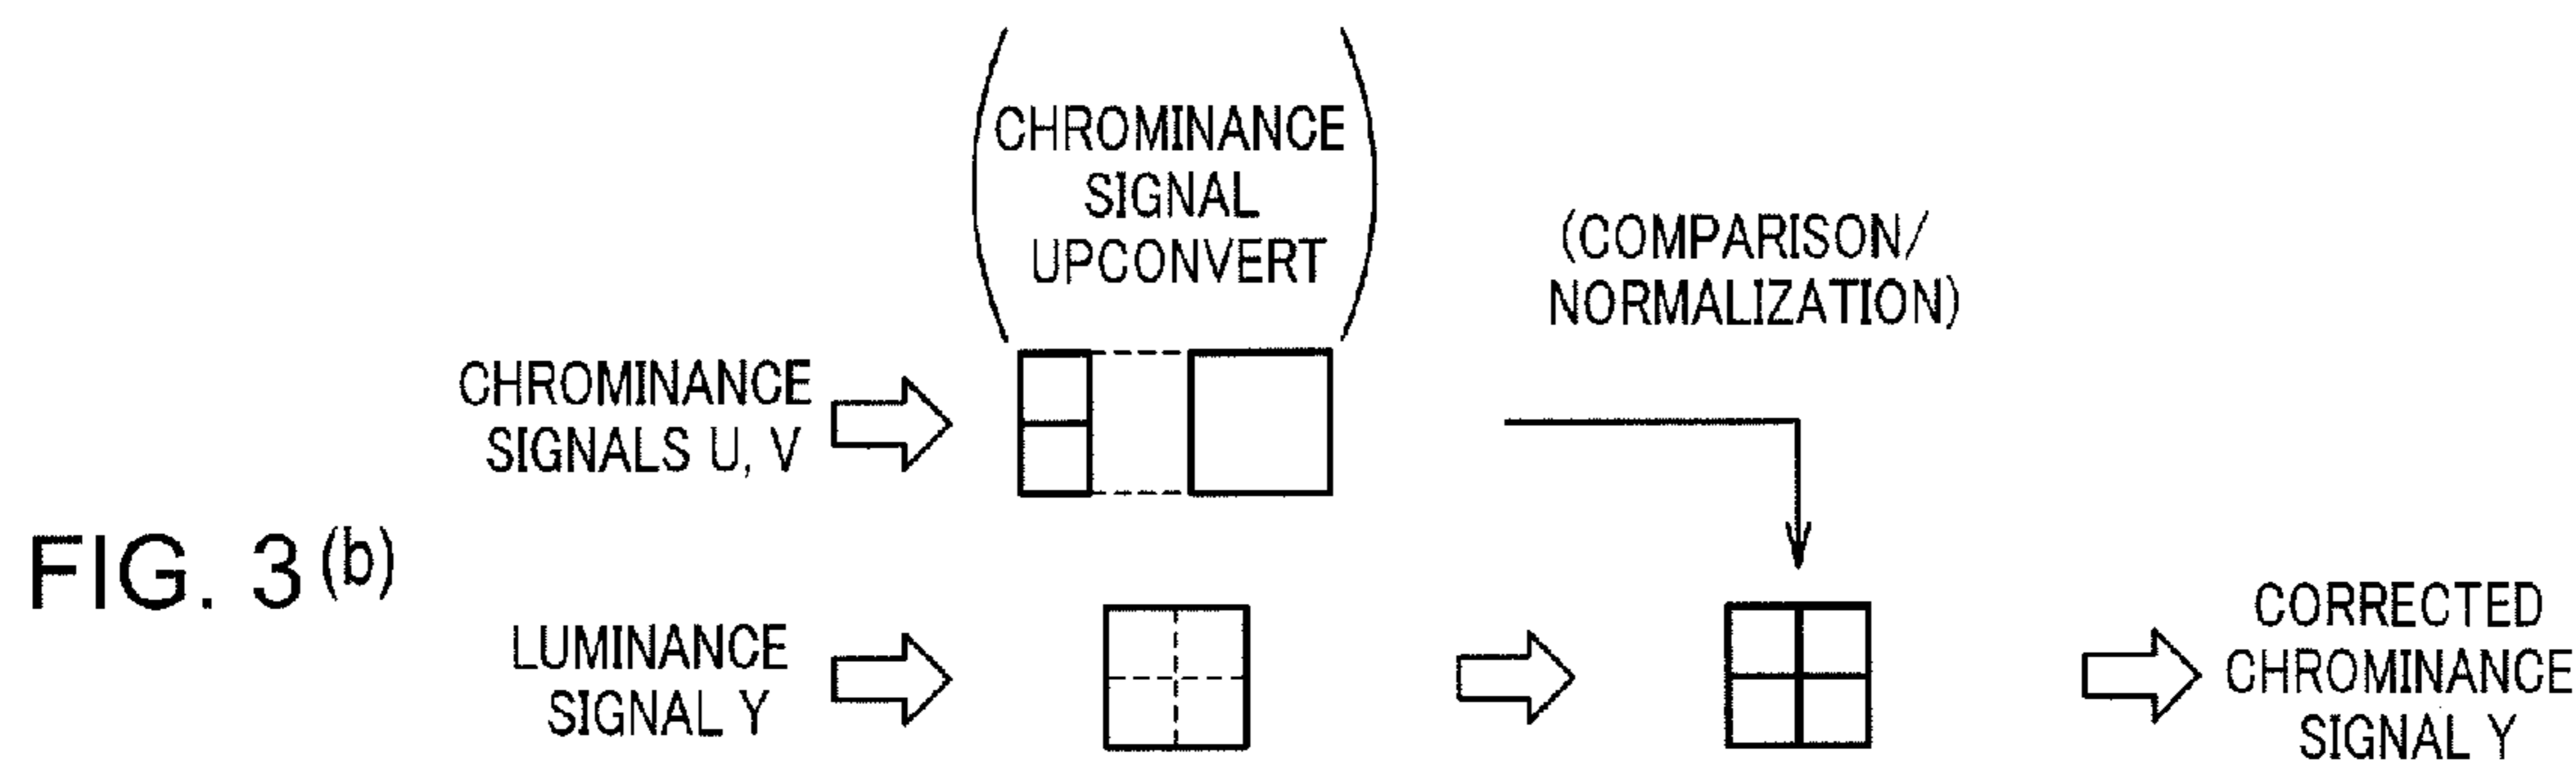 CHROMINANCE
SIGNAL
UPCONVERT
(COMPARISON/
NORMALIZATION)
CHROMINANCE
SIGNALS U, V
FIG. 3 (b)
LUMINANCE
SIGNAL Y
CORRECTED
CHROMINANCE
SIGNAL Y